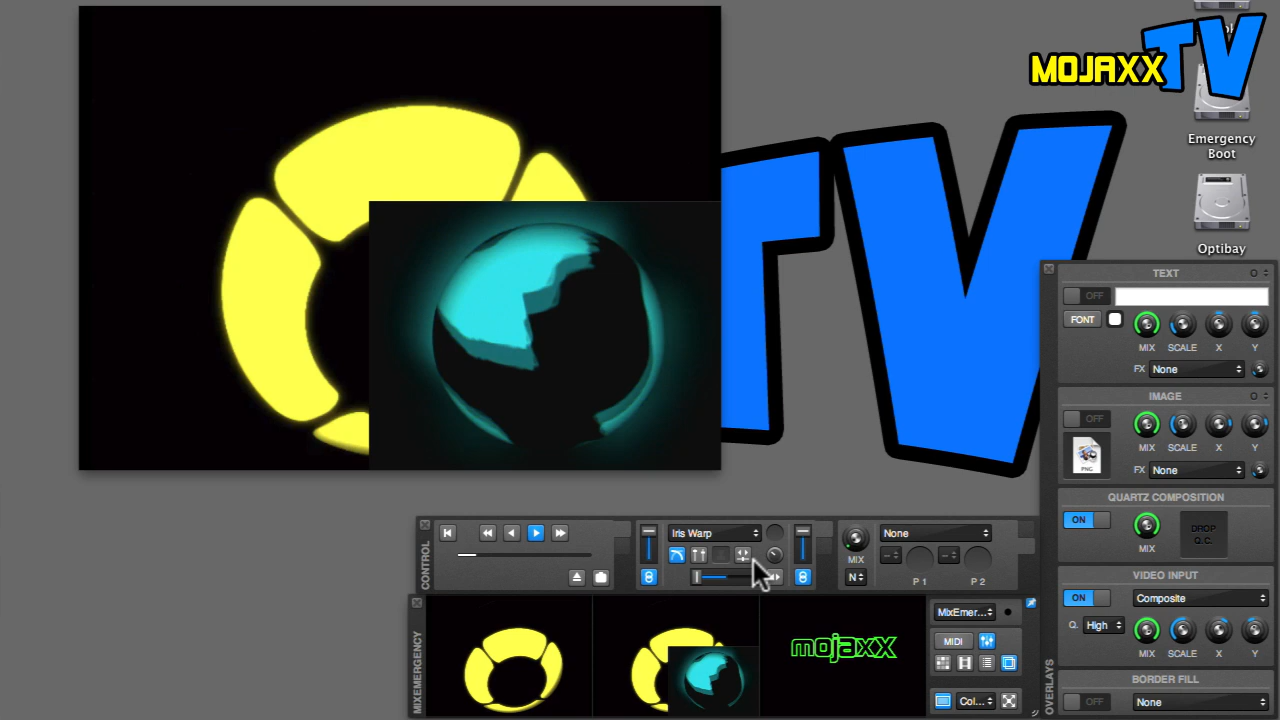 MOJAXX TV
Emergency
Boot
Optibay
TV
TEXT
OFF
FONT
MIX SCALE X Y
FX None
IMAGE
OFF
PNG
MIX SCALE X Y
FX None
QUARTZ COMPOSITION
ON
DROP
Q.C.
MIX
VIDEO INPUT
ON Composite
Q. High
MIX SCALE X Y
BORDER FILL
OFF None
OVERLAYS
CONTROL
Iris Warp
MIX
N
None
-- --
P 1 P 2
MIXEMERGENCY
mojaxx
MixEmer...
MIDI
Col...